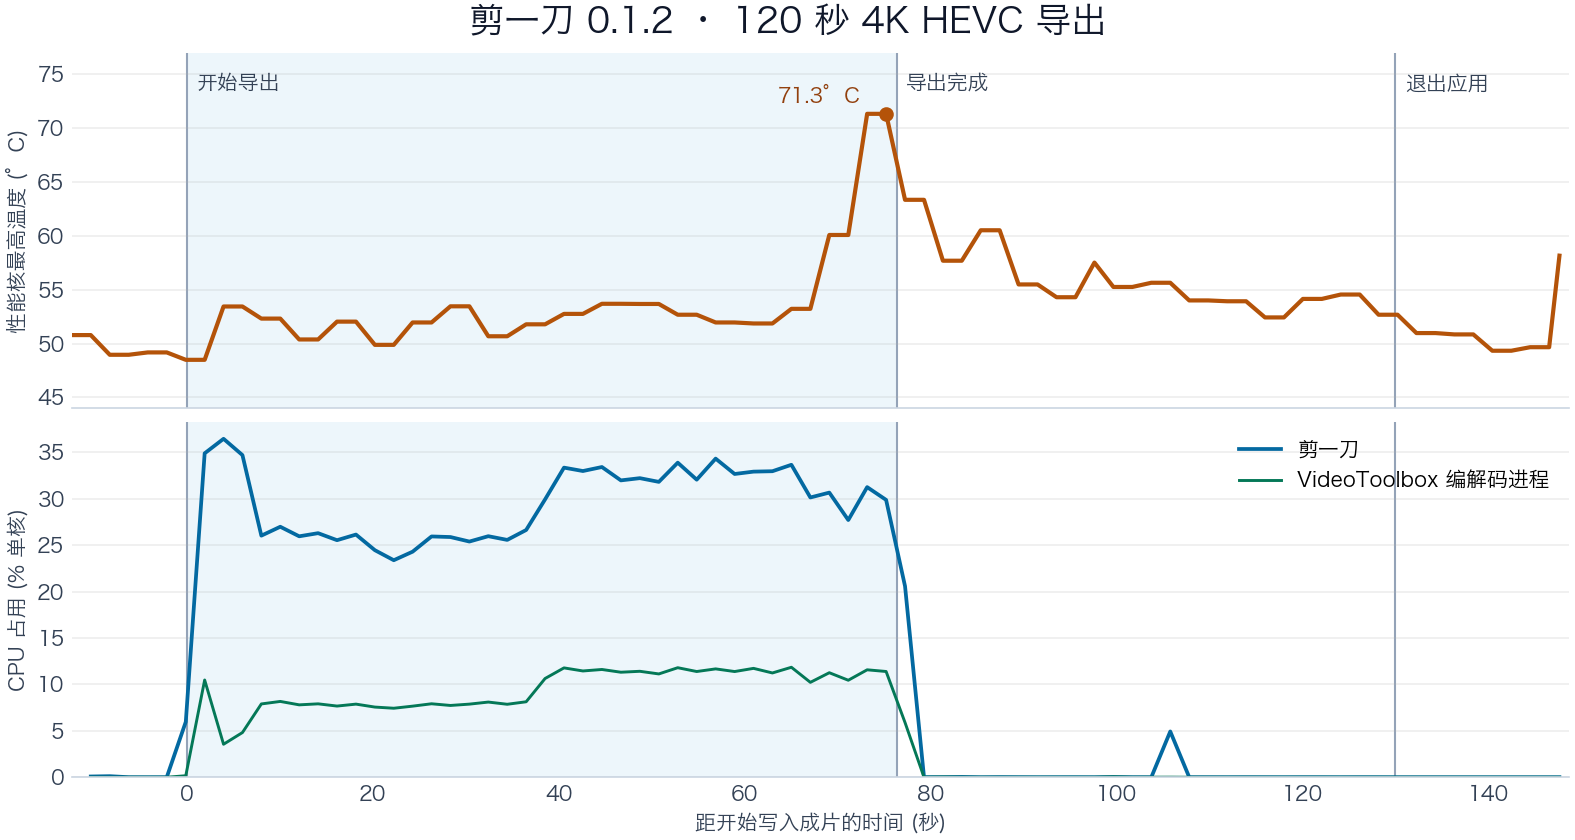 剪一刀 0.1.2 · 120 秒 4K HEVC 导出
开始导出
71.3°C
导出完成
退出应用
性能核最高温度 (°C)
75
70
65
60
55
50
45
剪一刀
VideoToolbox 编解码进程
CPU 占用 (% 单核)
35
30
25
20
15
10
5
0
0 20 40 60 80 100 120 140
距开始写入成片的时间 (秒)